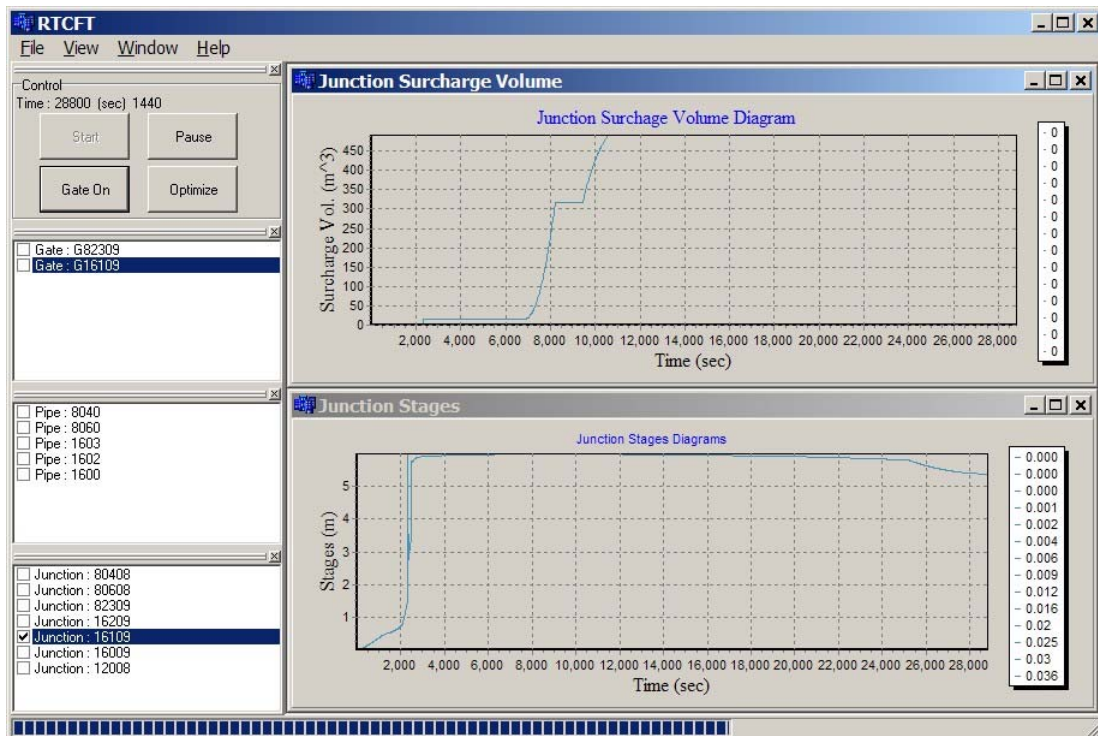 RTCFT
File View Window Help
Control
Time : 28800 (sec) 1440
Start Pause
Gate On Optimize
Gate : G82309
Gate : G16109
Pipe : 8040
Pipe : 8060
Pipe : 1603
Pipe : 1602
Pipe : 1600
Junction : 80408
Junction : 80608
Junction : 82309
Junction : 16209
Junction : 16109
Junction : 16009
Junction : 12008
Junction Surcharge Volume
Junction Surchage Volume Diagram
Surcharge Vol. (m^3)
450
400
350
300
250
200
150
100
50
0
2,000 4,000 6,000 8,000 10,000 12,000 14,000 16,000 18,000 20,000 22,000 24,000 26,000 28,000
Time (sec)
0
0
0
0
0
0
0
0
0
0
0
0
0
0
Junction Stages
Junction Stages Diagrams
Stages (m)
5
4
3
2
1
2,000 4,000 6,000 8,000 10,000 12,000 14,000 16,000 18,000 20,000 22,000 24,000 26,000 28,000
Time (sec)
0.000
0.000
0.000
0.001
0.002
0.004
0.006
0.009
0.012
0.016
0.02
0.025
0.03
0.036